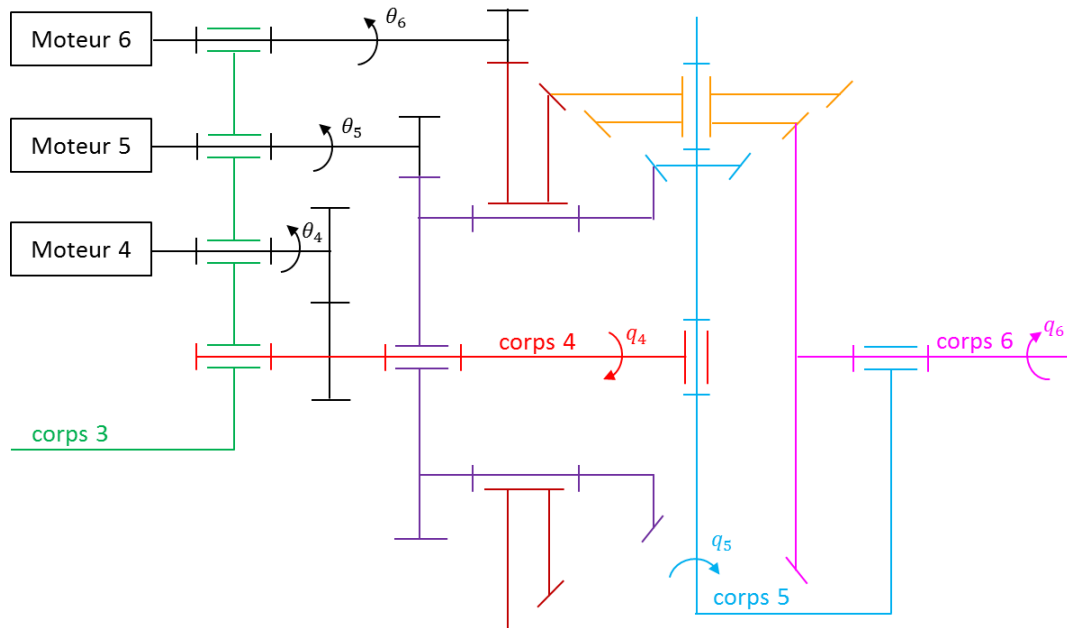 Moteur 6
θ6
Moteur 5
θ5
Moteur 4
θ4
corps 4
q4
corps 6
q6
corps 3
q5
corps 5